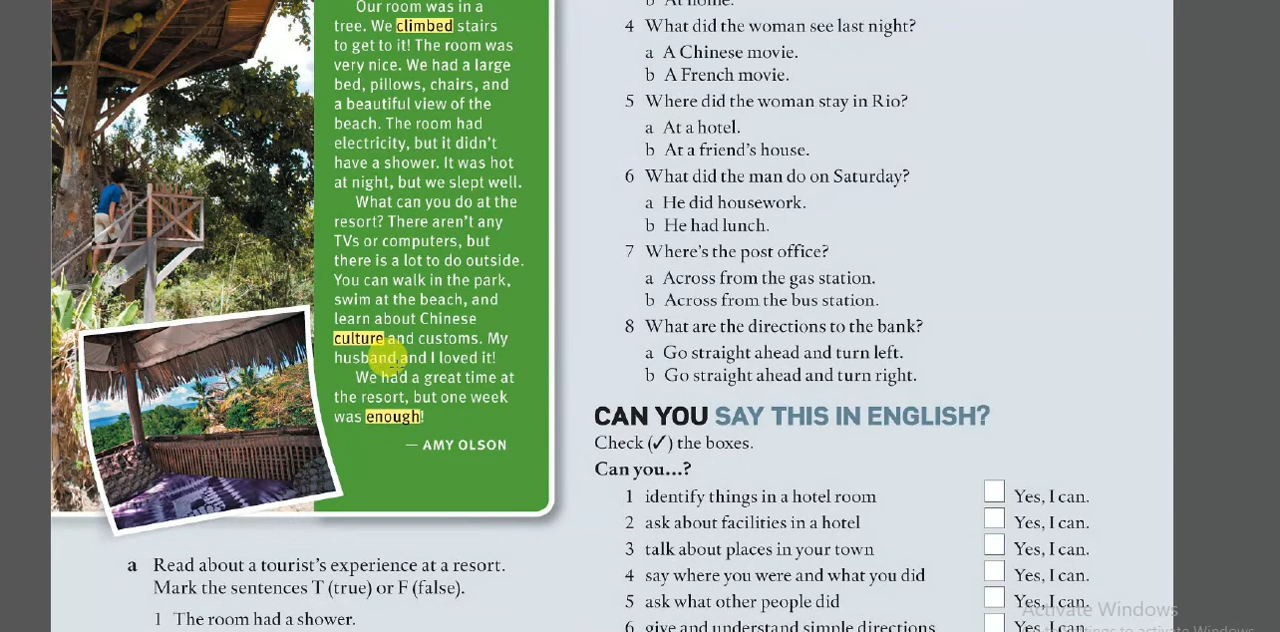 Our room was in a
tree. We climbed stairs
to get to it! The room was
very nice. We had a large
bed, pillows, chairs, and
a beautiful view of the
beach. The room had
electricity, but it didn't
have a shower. It was hot
at night, but we slept well.
What can you do at the
resort? There aren't any
TVs or computers, but
there is a lot to do outside.
You can walk in the park,
swim at the beach, and
learn about Chinese
culture and customs. My
husband and I loved it!
We had a great time at
the resort, but one week
was enough!
— AMY OLSON
a Read about a tourist's experience at a resort.
Mark the sentences T (true) or F (false).
1 The room had a shower.
b At home.
4 What did the woman see last night?
a A Chinese movie.
b A French movie.
5 Where did the woman stay in Rio?
a At a hotel.
b At a friend's house.
6 What did the man do on Saturday?
a He did housework.
b He had lunch.
7 Where's the post office?
a Across from the gas station.
b Across from the bus station.
8 What are the directions to the bank?
a Go straight ahead and turn left.
b Go straight ahead and turn right.
CAN YOU SAY THIS IN ENGLISH?
Check (✓) the boxes.
Can you...?
1 identify things in a hotel room Yes, I can.
2 ask about facilities in a hotel Yes, I can.
3 talk about places in your town Yes, I can.
4 say where you were and what you did Yes, I can.
5 ask what other people did Yes, I can.
6 give and understand simple directions Yes, I can.
Activate Windows
to activate Windows